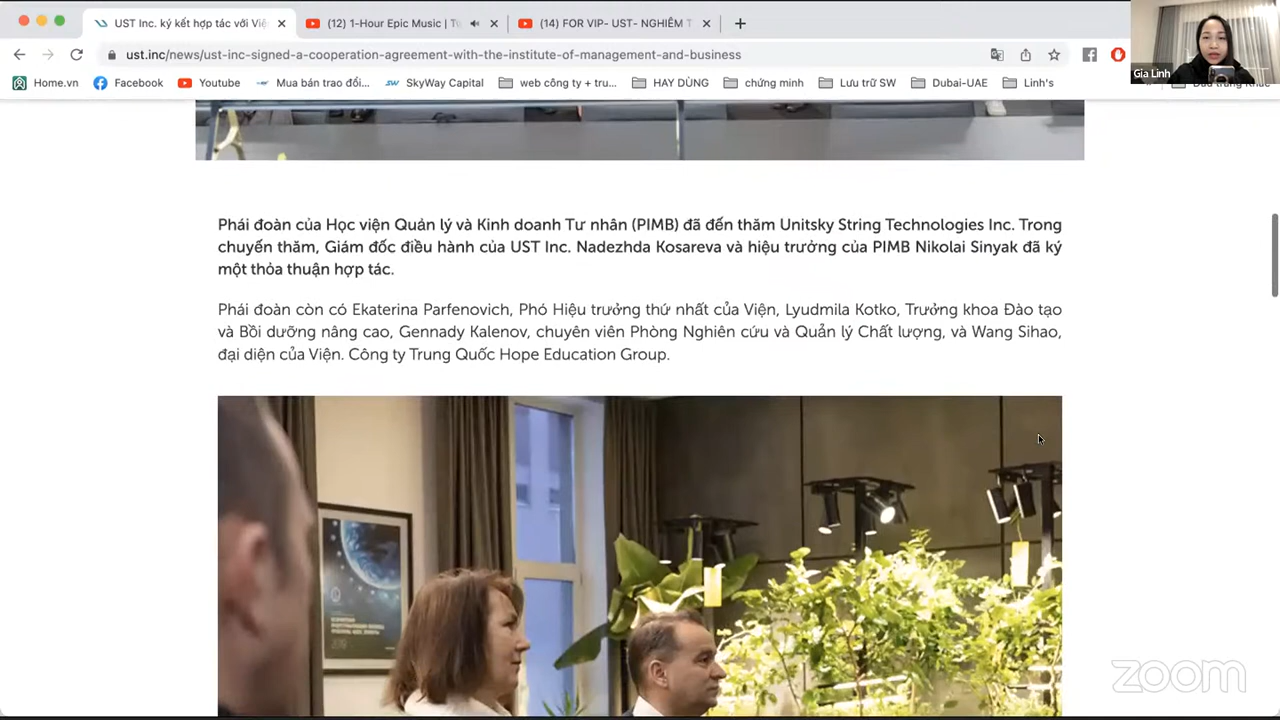 UST Inc. ký kết hợp tác với Việ
(12) 1-Hour Epic Music | Tw
(14) FOR VIP- UST- NGHIÊM T
ust.inc/news/ust-inc-signed-a-cooperation-agreement-with-the-institute-of-management-and-business
Gia Linh
Home.vn Facebook Youtube Mua bán trao đổi... SkyWay Capital web công ty + tru... HAY DÙNG chứng minh Lưu trữ SW Dubai-UAE Linh's
Phái đoàn của Học viện Quản lý và Kinh doanh Tư nhân (PIMB) đã đến thăm Unitsky String Technologies Inc. Trong
chuyến thăm, Giám đốc điều hành của UST Inc. Nadezhda Kosareva và hiệu trưởng của PIMB Nikolai Sinyak đã ký
một thỏa thuận hợp tác.
Phái đoàn còn có Ekaterina Parfenovich, Phó Hiệu trưởng thứ nhất của Viện, Lyudmila Kotko, Trưởng khoa Đào tạo
và Bồi dưỡng nâng cao, Gennady Kalenov, chuyên viên Phòng Nghiên cứu và Quản lý Chất lượng, và Wang Sihao,
đại diện của Viện. Công ty Trung Quốc Hope Education Group.
zoom